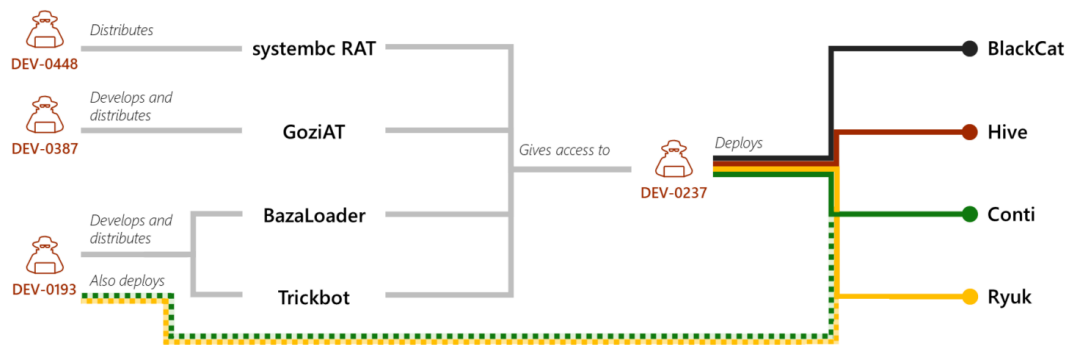 Distributes
DEV-0448
systembc RAT
BlackCat
Develops and
distributes
DEV-0387
GoziAT
Gives access to
DEV-0237
Deploys
Hive
Develops and
distributes
BazaLoader
Conti
DEV-0193
Also deploys
Trickbot
Ryuk